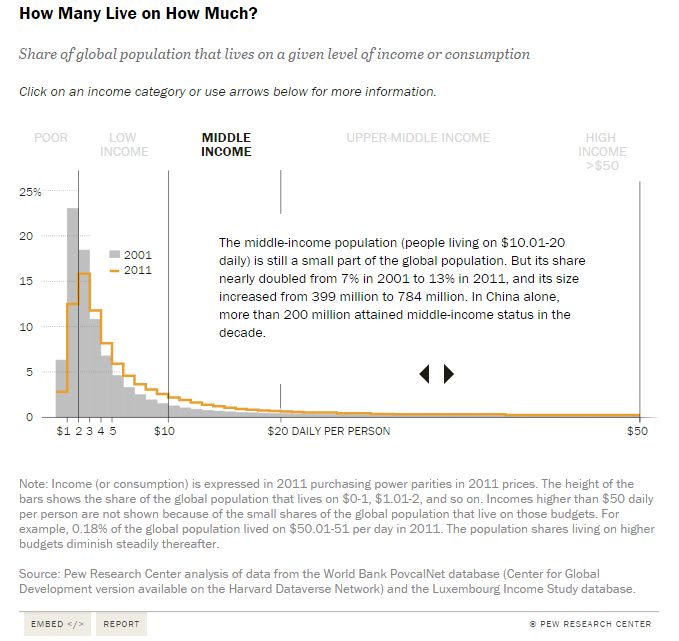 How Many Live on How Much?
Share of global population that lives on a given level of income or consumption
Click on an income category or use arrows below for more information.
POOR LOW INCOME MIDDLE INCOME UPPER-MIDDLE INCOME HIGH INCOME >$50
25%
20
15
10
5
0
2001
2011
The middle-income population (people living on $10.01-20
daily) is still a small part of the global population. But its share
nearly doubled from 7% in 2001 to 13% in 2011, and its size
increased from 399 million to 784 million. In China alone,
more than 200 million attained middle-income status in the
decade.
$1 2 3 4 5 $10 $20 DAILY PER PERSON $50
Note: Income (or consumption) is expressed in 2011 purchasing power parities in 2011 prices. The height of the
bars shows the share of the global population that lives on $0-1, $1.01-2, and so on. Incomes higher than $50 daily
per person are not shown because of the small shares of the global population that live on those budgets. For
example, 0.18% of the global population lived on $50.01-51 per day in 2011. The population shares living on higher
budgets diminish steadily thereafter.
Source: Pew Research Center analysis of data from the World Bank PovcalNet database (Center for Global
Development version available on the Harvard Dataverse Network) and the Luxembourg Income Study database.
EMBED </> REPORT © PEW RESEARCH CENTER